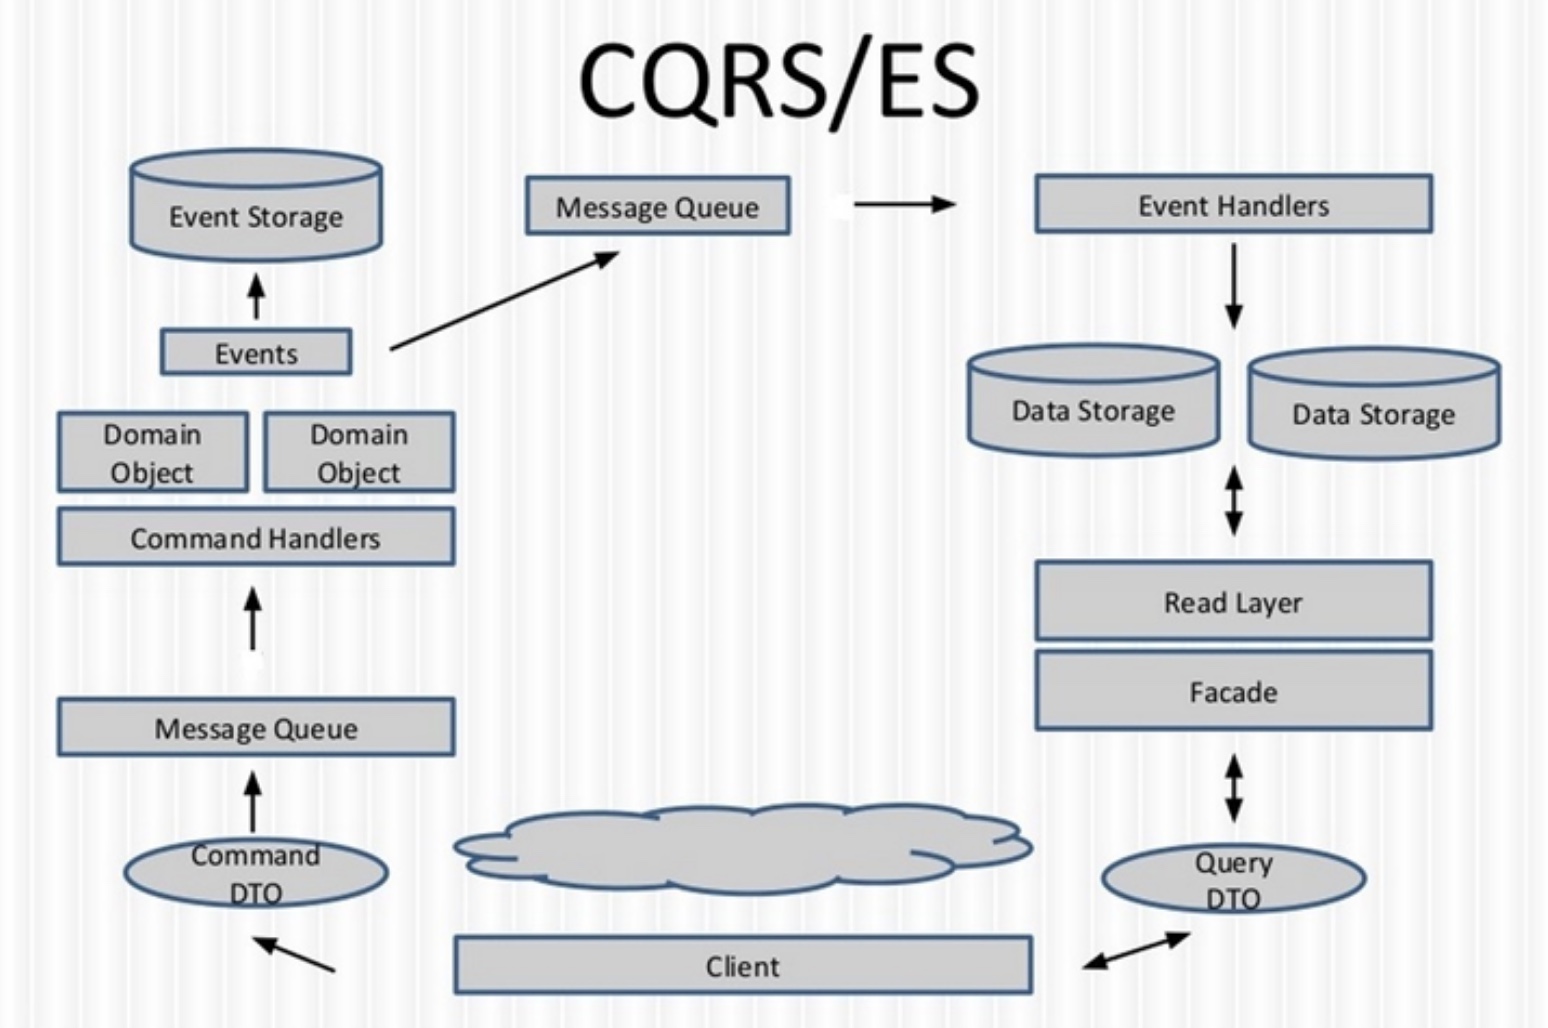 CQRS/ES
Event Storage
Message Queue
Event Handlers
Events
Domain
Object
Domain
Object
Command Handlers
Data Storage
Data Storage
Read Layer
Facade
Message Queue
Command
DTO
Query
DTO
Client